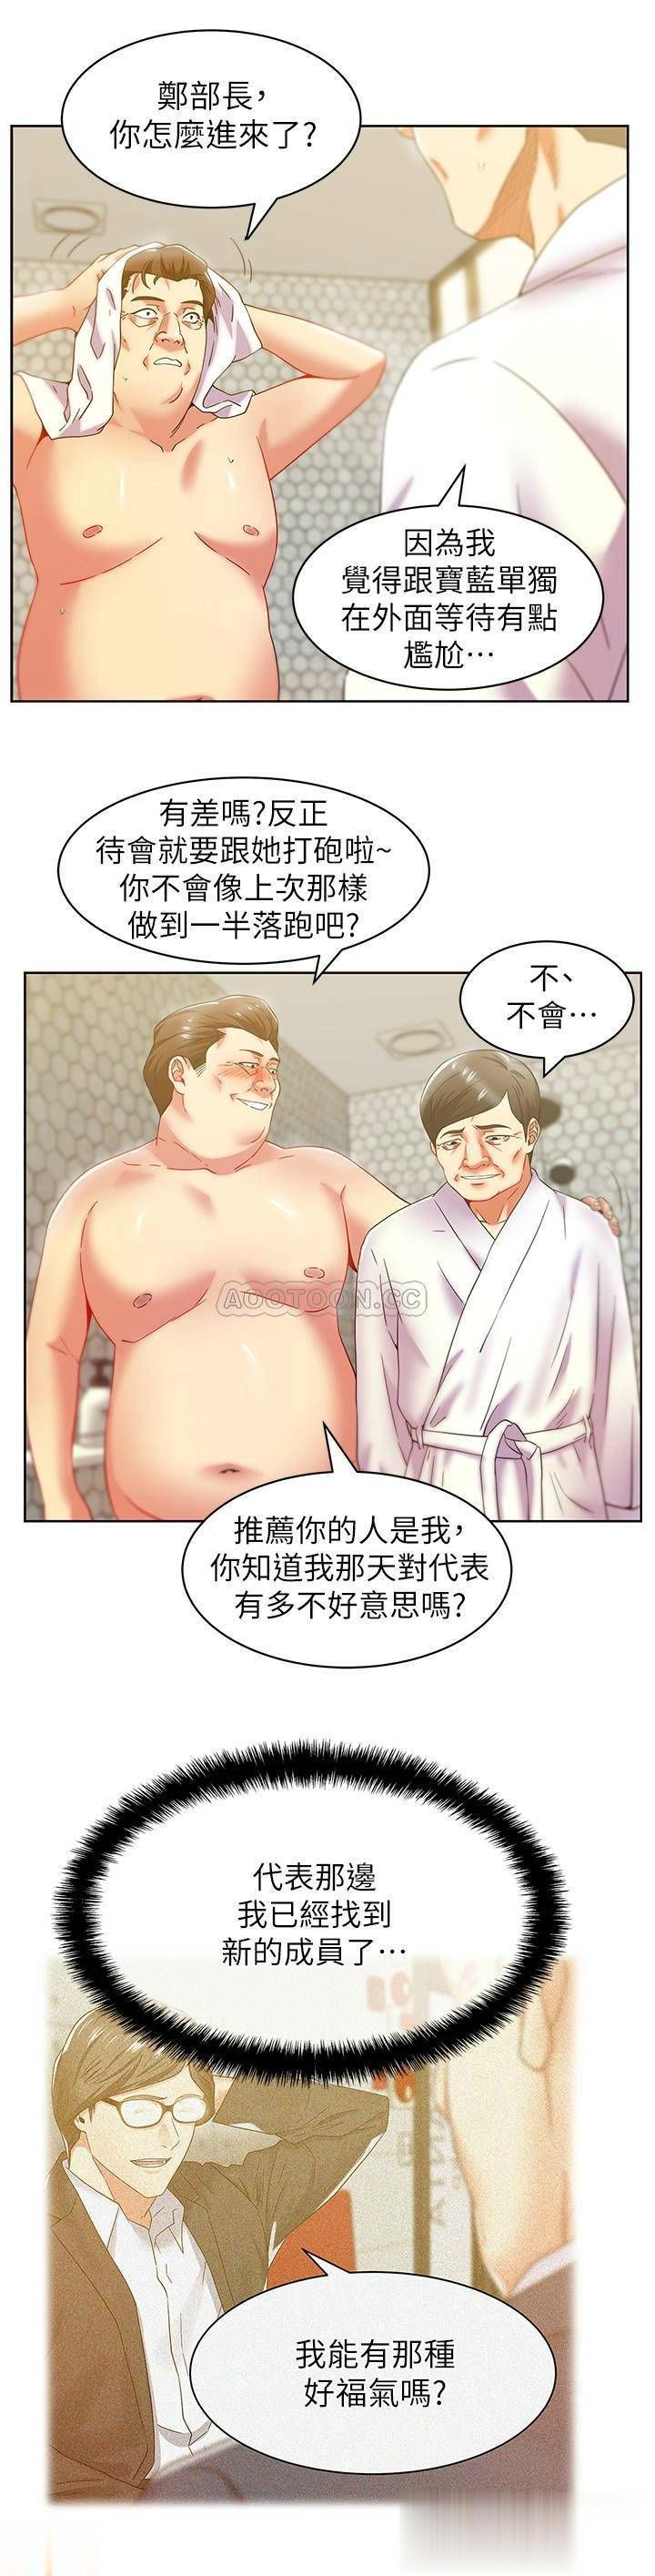 鄭部長，
你怎麼進來了？
因為我
覺得跟寶藍單獨
在外面等待有點
尷尬⋯
有差嗎？反正
待會就要跟她打砲啦~
你不會像上次那樣
做到一半落跑吧？
不、
不會⋯
AOOTOON.CC
推薦你的人是我，
你知道我那天對代表
有多不好意思嗎？
代表那邊
我已經找到
新的成員了⋯
我能有那種
好福氣嗎？